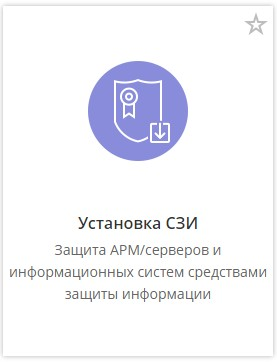 Установка СЗИ
Защита АРМ/серверов и
информационных систем средствами
защиты информации